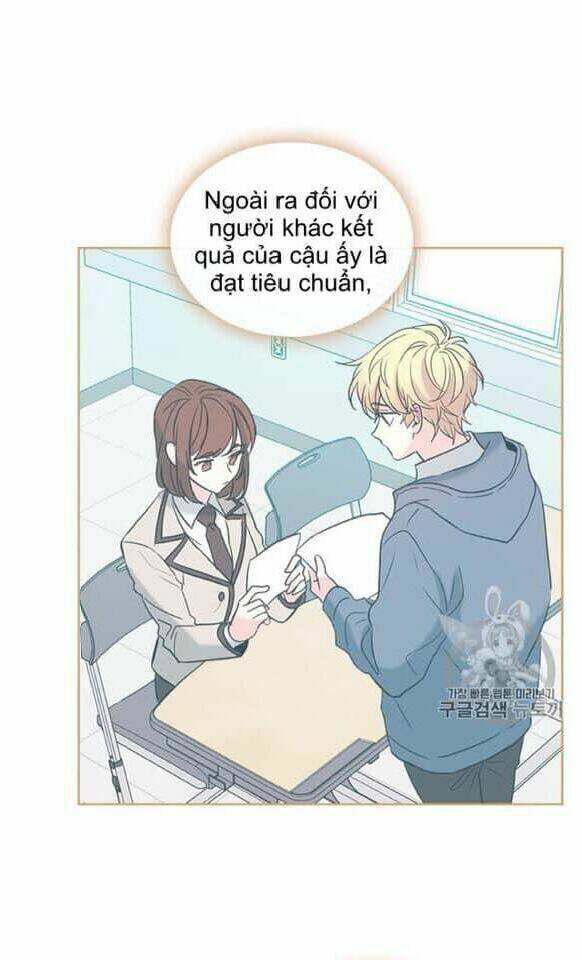 Ngoài ra đối với
người khác kết
quả của cậu ấy là
đạt tiêu chuẩn,
가장 빠른 웹툰 미리보기
구글검색 뉴토끼